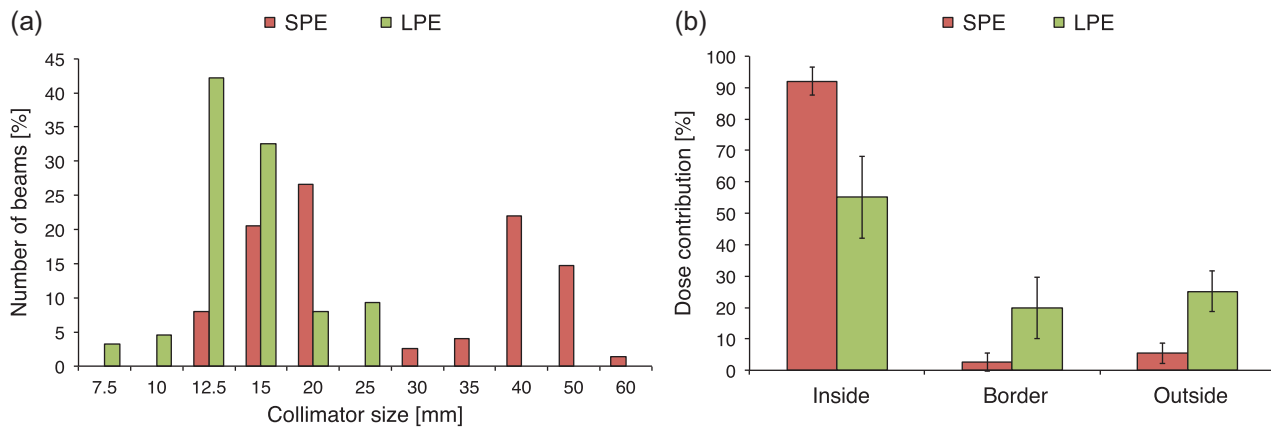 (a)
SPE LPE
Number of beams [%]
45
40
35
30
25
20
15
10
5
0
7.5 10 12.5 15 20 25 30 35 40 50 60
Collimator size [mm]
(b)
SPE LPE
Dose contribution [%]
100
90
80
70
60
50
40
30
20
10
0
Inside Border Outside